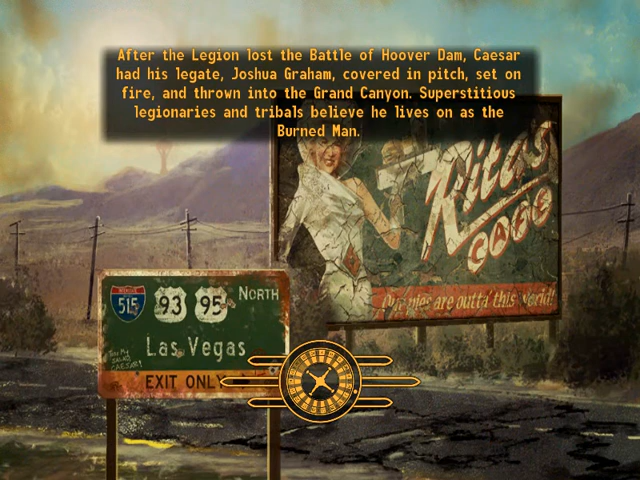 After the Legion lost the Battle of Hoover Dam, Caesar
had his legate, Joshua Graham, covered in pitch, set on
fire, and thrown into the Grand Canyon. Superstitious
legionaries and tribals believe he lives on as the
Burned Man.
Rita's
CAFE
Our pies are outta this world!
515
93
95
NORTH
Las Vegas
EXIT ONLY